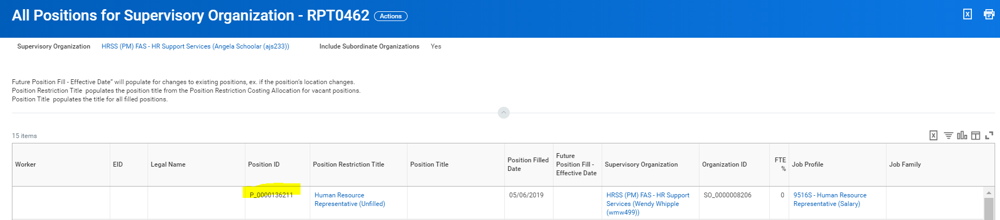 All Positions for Supervisory Organization - RPT0462 Actions
Supervisory Organization HRSS (PM) FAS - HR Support Services (Angela Schoolar (ajs233)) Include Subordinate Organizations Yes
Future Position Fill - Effective Date” will populate for changes to existing positions, ex. if the position's location changes.
Position Restriction Title populates the position title from the Position Restriction Costing Allocation for vacant positions.
Position Title populates the title for all filled positions.
15 items
Worker
EID
Legal Name
Position ID
Position Restriction Title
Position Title
Position Filled
Date
Future
Position Fill -
Effective Date
Supervisory Organization
Organization ID
FTE
%
Job Profile
Job Family
P_0000136211
Human Resource
Representative (Unfilled)
05/06/2019
HRSS (PM) FAS - HR Support
Services (Wendy Whipple
(wmw499))
SO_0000008206
0
9516S - Human Resource
Representative (Salary)